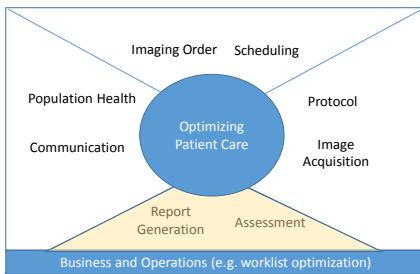 Imaging Order
Scheduling
Population Health
Protocol
Optimizing
Patient Care
Communication
Image
Acquisition
Report
Generation
Assessment
Business and Operations (e.g. worklist optimization)